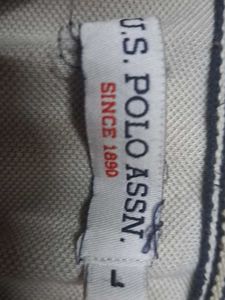 U.S. POLO ASSN.
SINCE 1890
L